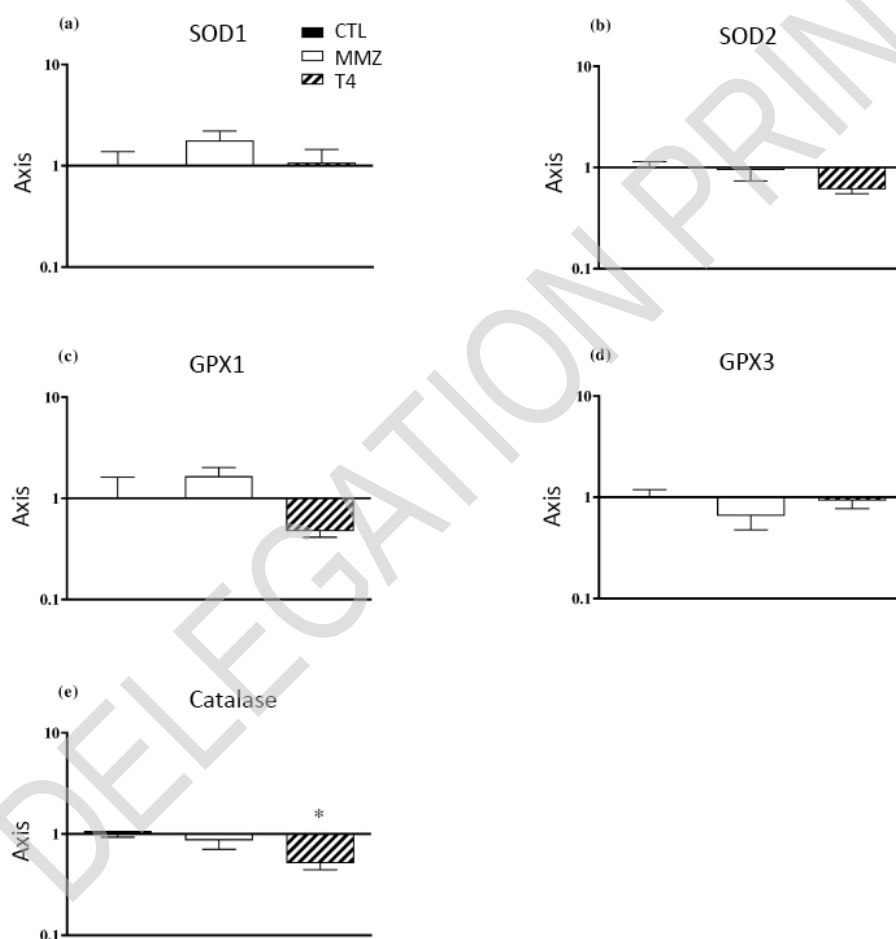 (a)
SOD1
CTL
MMZ
T4
10
1
0.1
Axis
(b)
SOD2
10
1
0.1
Axis
(c)
GPX1
10
1
0.1
Axis
(d)
GPX3
10
1
0.1
Axis
(e)
Catalase
10
1
0.1
Axis
*
DELEGATION PRIN